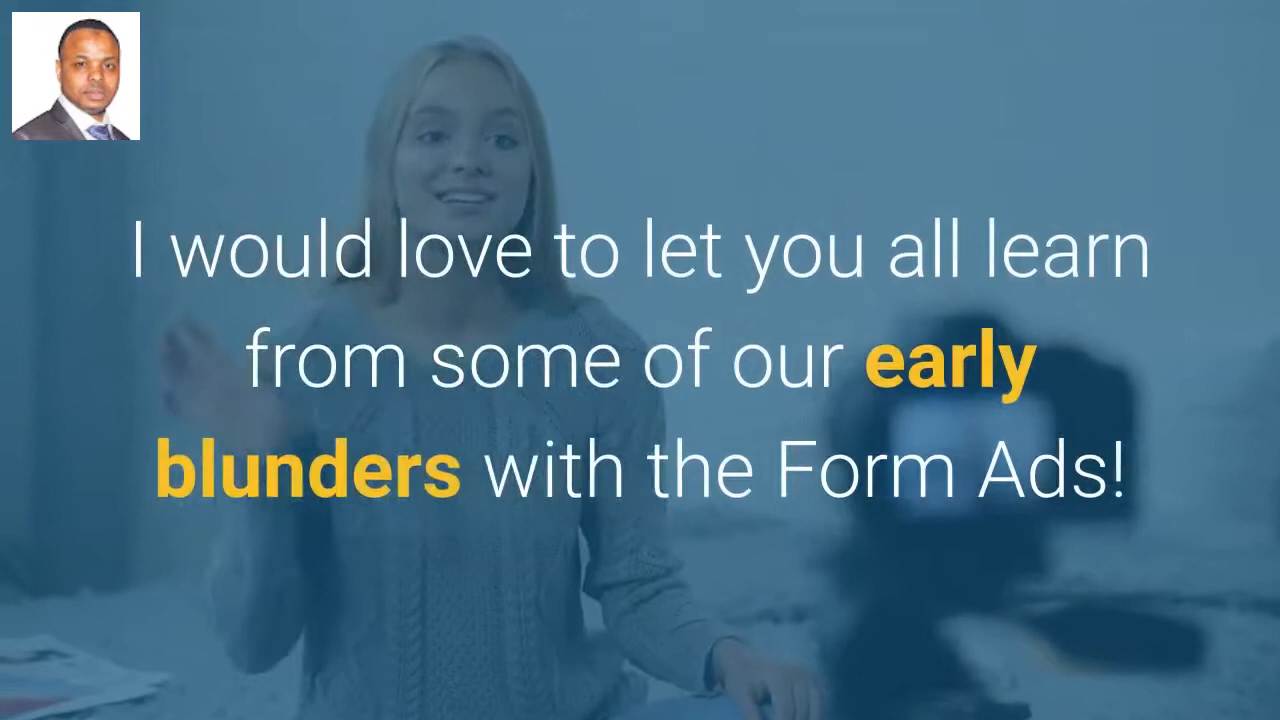 I would love to let you all learn
from some of our early
blunders with the Form Ads!